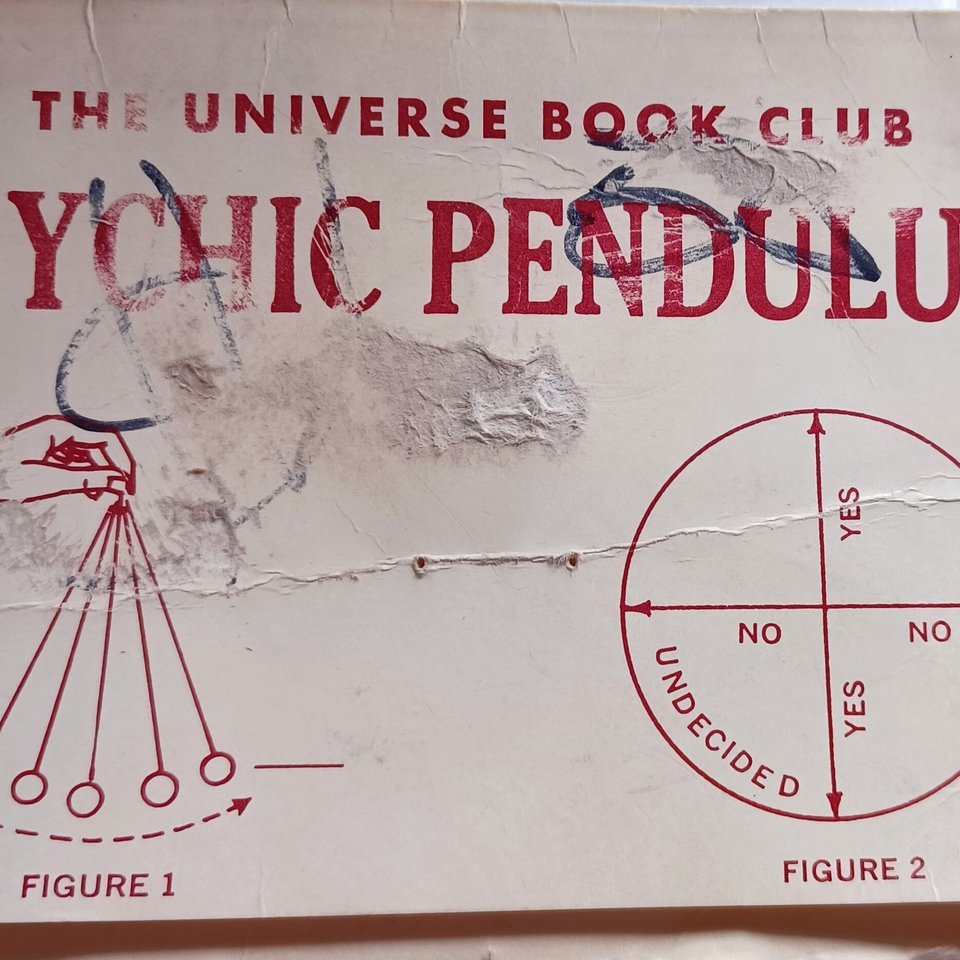 THE UNIVERSE BOOK CLUB
YCHIC PENDULU
YES
NO NO
YES
UNDECIDED
FIGURE 1
FIGURE 2